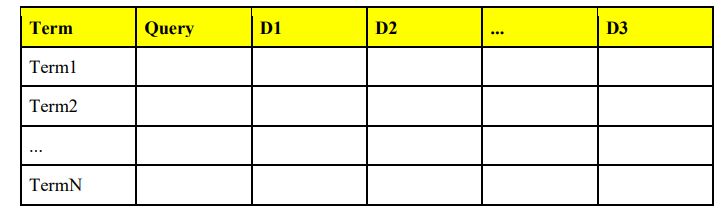 Term Query D1 D2 ... D3
Term1
Term2
...
TermN